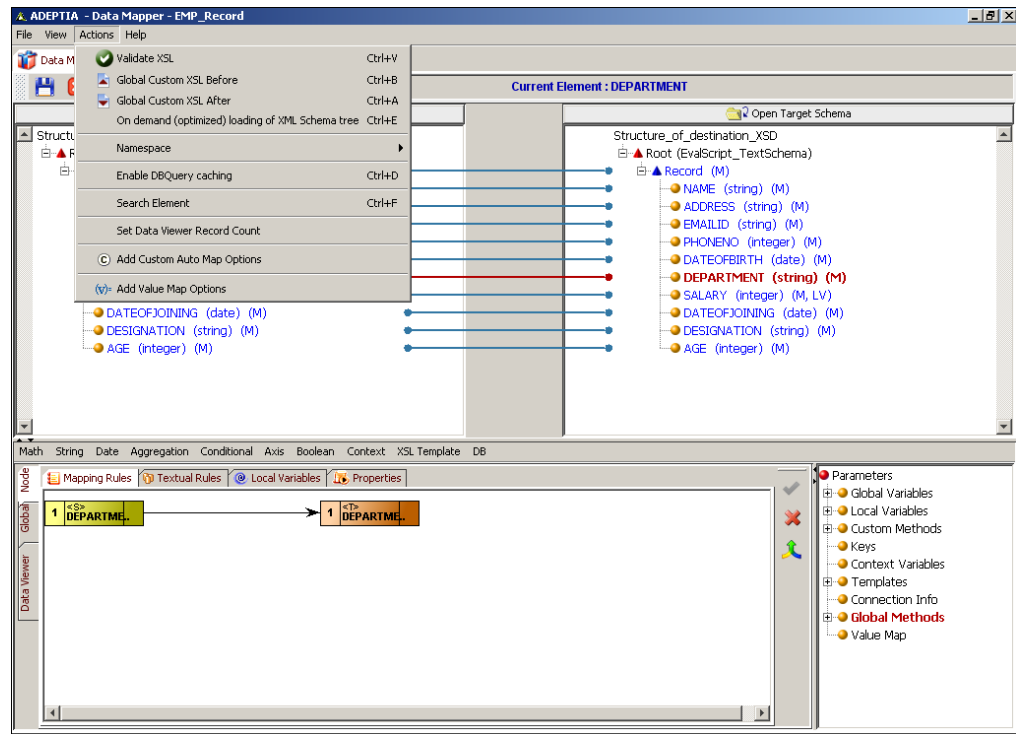 ADEPTIA - Data Mapper - EMP_Record
File View Actions Help
Data M
Validate XSL Ctrl+V
Global Custom XSL Before Ctrl+B
Global Custom XSL After Ctrl+A
On demand (optimized) loading of XML Schema tree Ctrl+E
Namespace
Enable DBQuery caching Ctrl+D
Search Element Ctrl+F
Set Data Viewer Record Count
Add Custom Auto Map Options
Add Value Map Options
Current Element : DEPARTMENT
Open Target Schema
Structu
R
DATEOFJOINING (date) (M)
DESIGNATION (string) (M)
AGE (integer) (M)
Structure_of_destination_XSD
Root (EvalScript_TextSchema)
Record (M)
NAME (string) (M)
ADDRESS (string) (M)
EMAILID (string) (M)
PHONENO (integer) (M)
DATEOFBIRTH (date) (M)
DEPARTMENT (string) (M)
SALARY (integer) (M, LV)
DATEOFJOINING (date) (M)
DESIGNATION (string) (M)
AGE (integer) (M)
Math String Date Aggregation Conditional Axis Boolean Context XSL Template DB
Node
Global
Data Viewer
Mapping Rules Textual Rules Local Variables Properties
1 <S> DEPARTME..
1 <T> DEPARTME..
Parameters
Global Variables
Local Variables
Custom Methods
Keys
Context Variables
Templates
Connection Info
Global Methods
Value Map